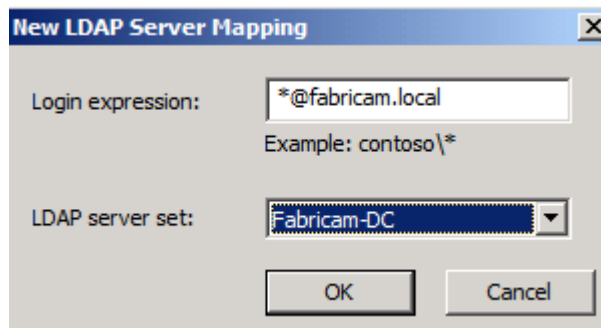 New LDAP Server Mapping
Login expression: *@fabricam.local
Example: contoso\*
LDAP server set: Fabricam-DC
OK Cancel